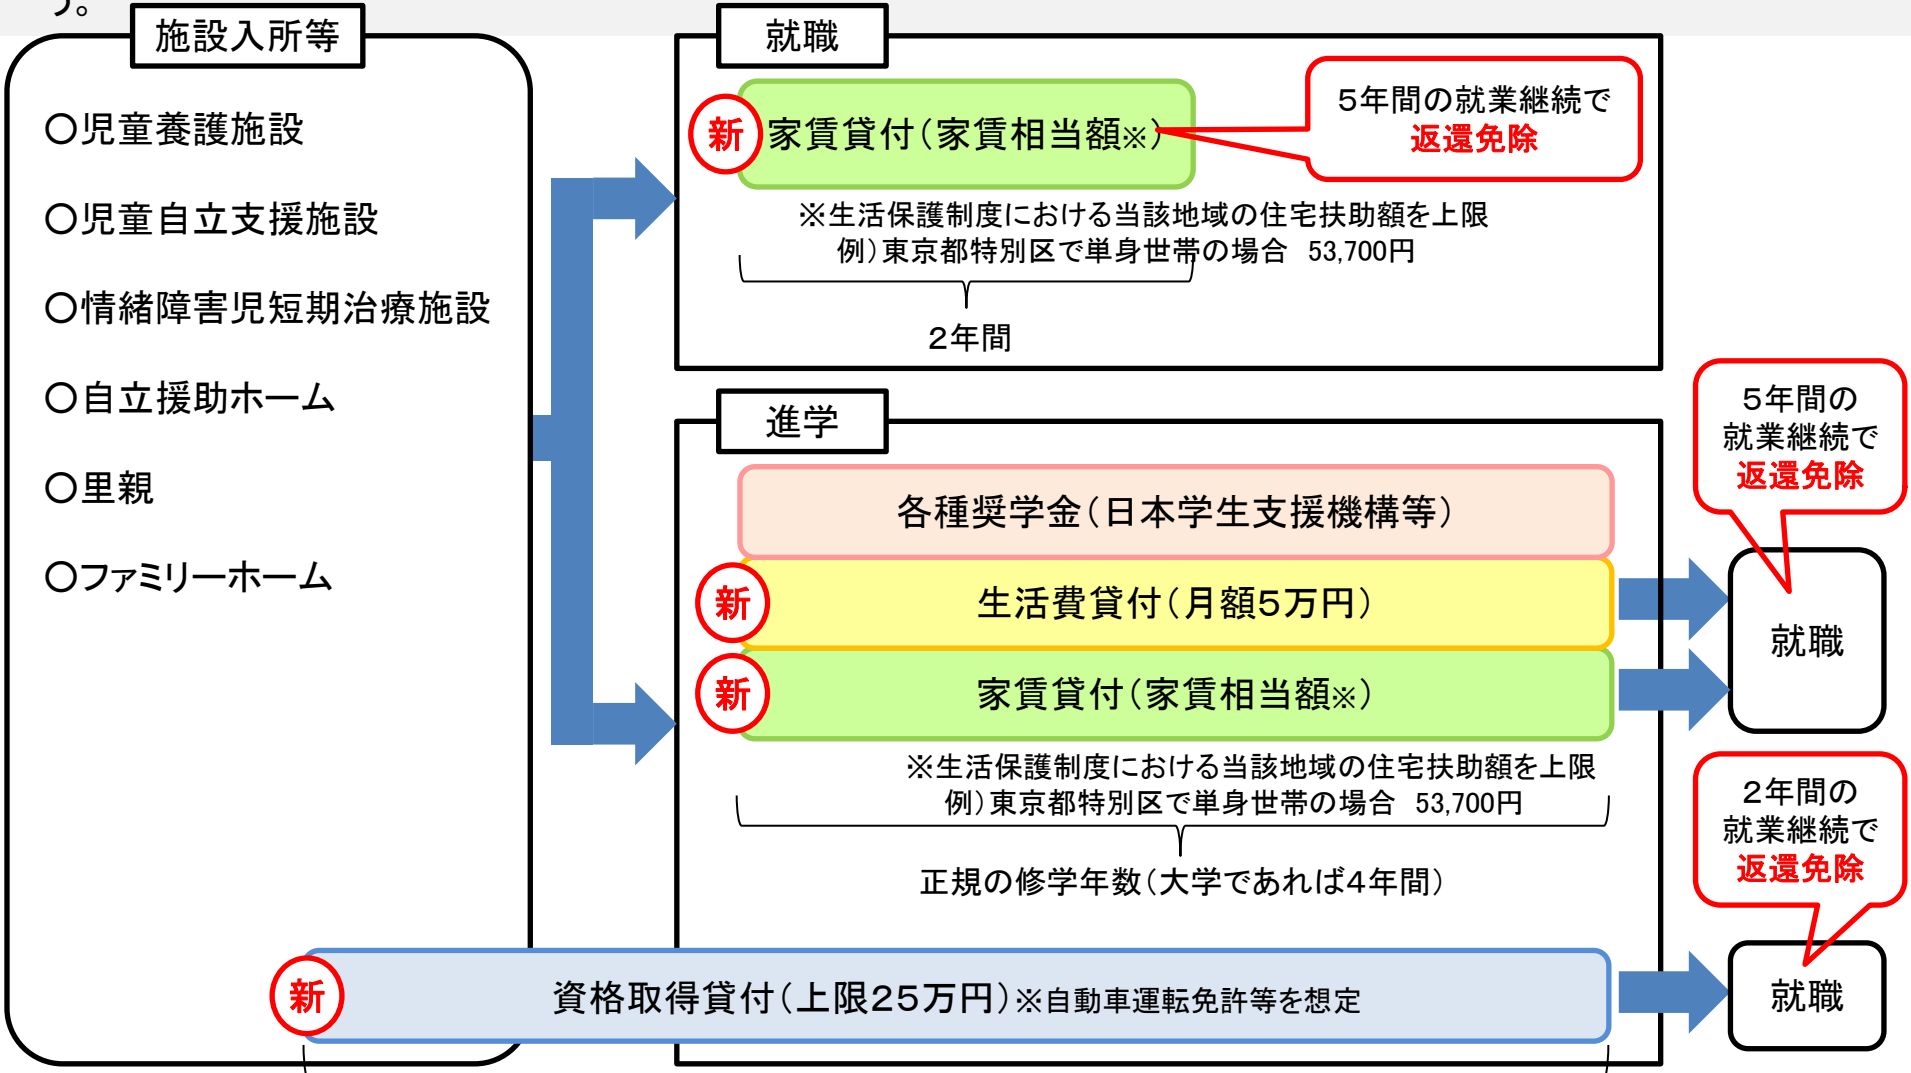 う。
施設入所等
○児童養護施設
○児童自立支援施設
○情緒障害児短期治療施設
○自立援助ホーム
○里親
○ファミリーホーム
就職
新
家賃貸付（家賃相当額※）
5年間の就業継続で
返還免除
※生活保護制度における当該地域の住宅扶助額を上限
例）東京都特別区で単身世帯の場合 53,700円
2年間
進学
各種奨学金（日本学生支援機構等）
新
生活費貸付（月額5万円）
新
家賃貸付（家賃相当額※）
※生活保護制度における当該地域の住宅扶助額を上限
例）東京都特別区で単身世帯の場合 53,700円
正規の修学年数（大学であれば4年間）
5年間の
就業継続で
返還免除
就職
新
資格取得貸付（上限25万円）※自動車運転免許等を想定
2年間の
就業継続で
返還免除
就職